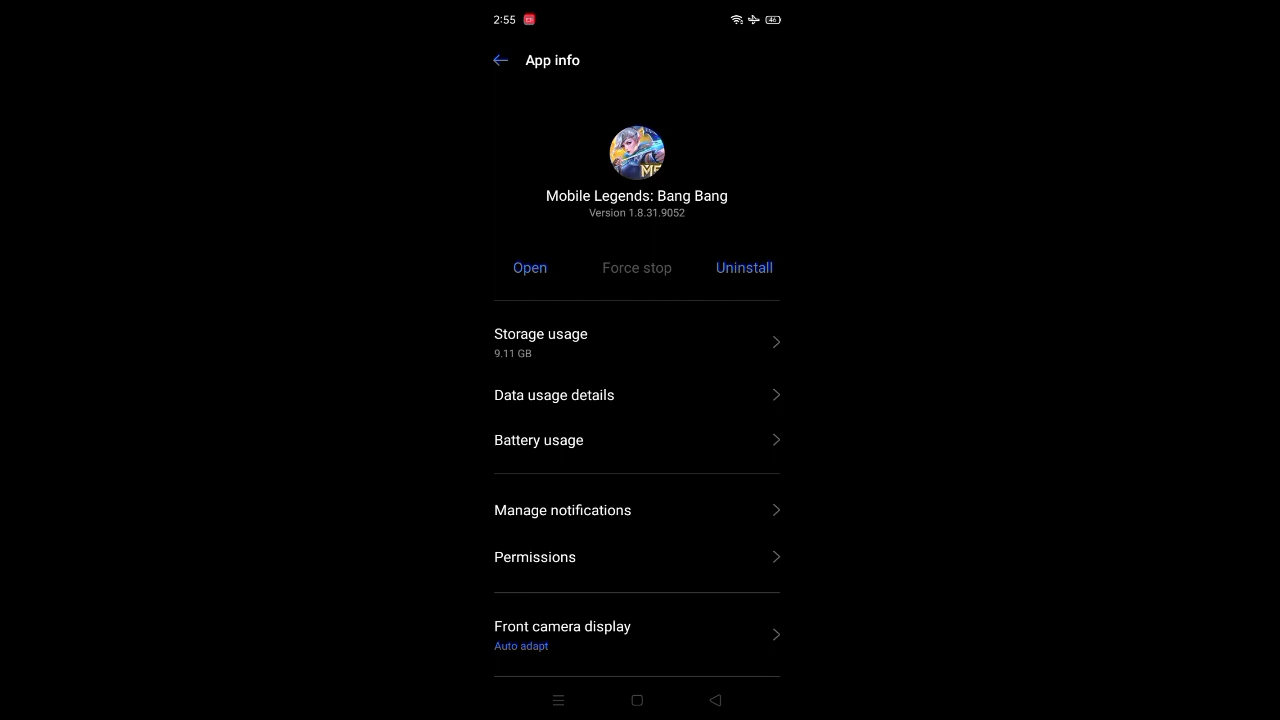 2:55
46
App info
Mobile Legends: Bang Bang
Version 1.8.31.9052
Open
Force stop
Uninstall
Storage usage
9.11 GB
Data usage details
Battery usage
Manage notifications
Permissions
Front camera display
Auto adapt